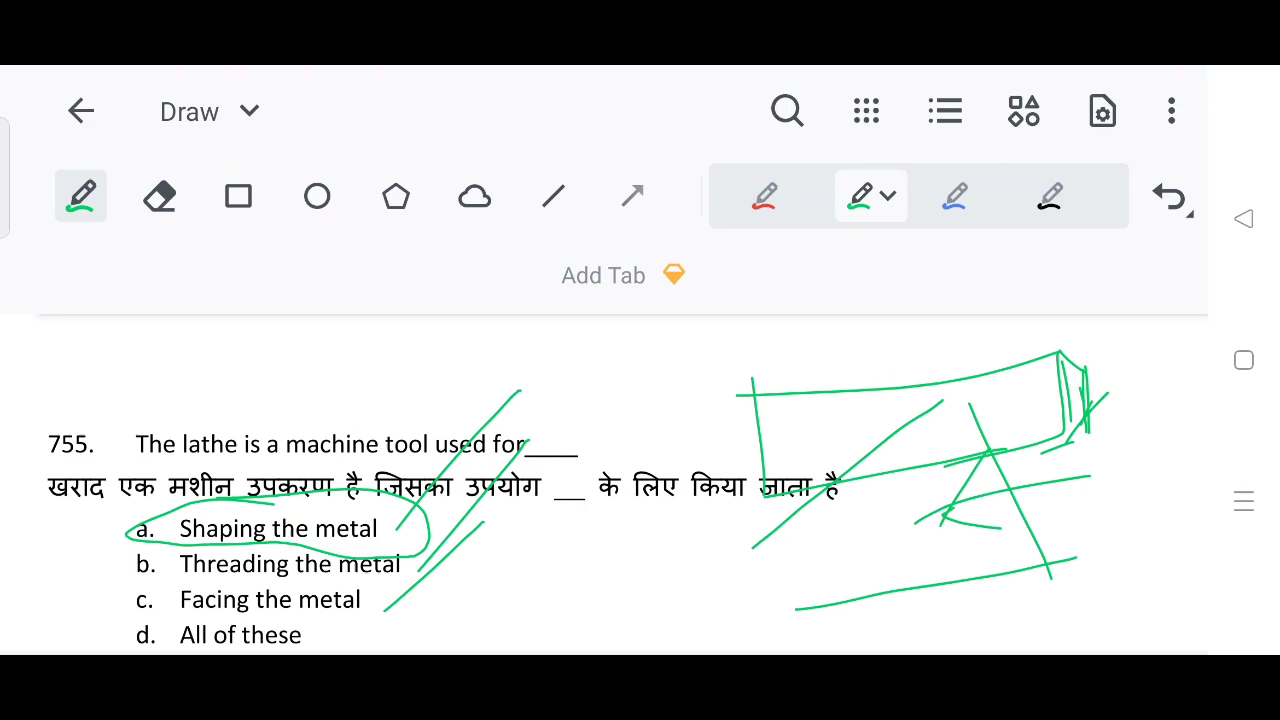 Draw
Add Tab
755. The lathe is a machine tool used for____
खराद एक मशीन उपकरण है जिसका उपयोग __ के लिए किया जाता है
a. Shaping the metal
b. Threading the metal
c. Facing the metal
d. All of these